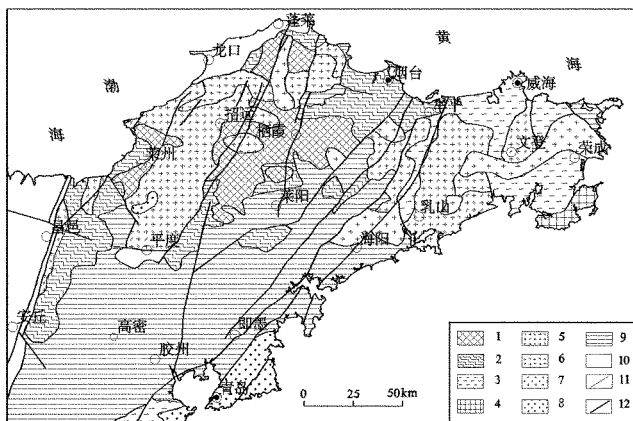 蓬莱
龙口
黄
海
渤
海
烟台
威海
招远
栖霞
莱州
文登
荣成
莱阳
乳山
昌邑
平度
海阳
安丘
高密
即墨
胶州
青岛
0 25 50km
1 5 9
2 6 10
3 7 11
4 8 12